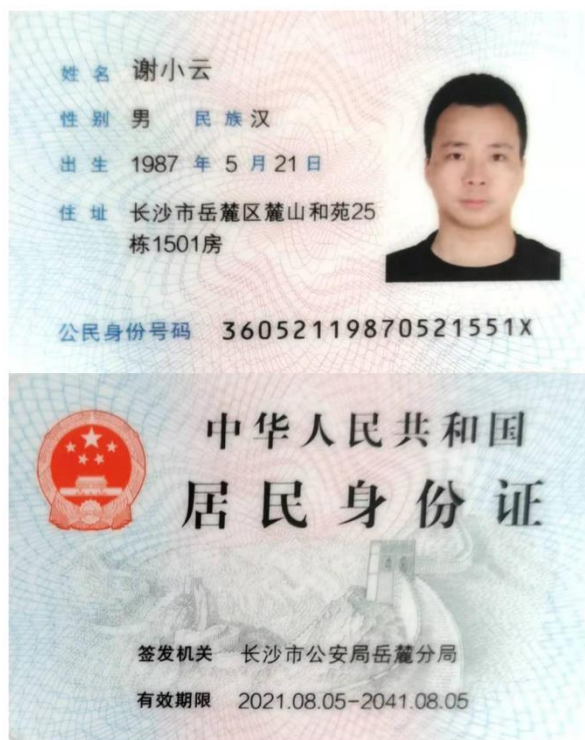 姓名 谢小云
性别 男 民族 汉
出生 1987 年 5 月 21 日
住址 长沙市岳麓区麓山和苑25
栋1501房
公民身份号码 36052119870521551X
中华人民共和国
居民身份证
签发机关 长沙市公安局岳麓分局
有效期限 2021.08.05-2041.08.05